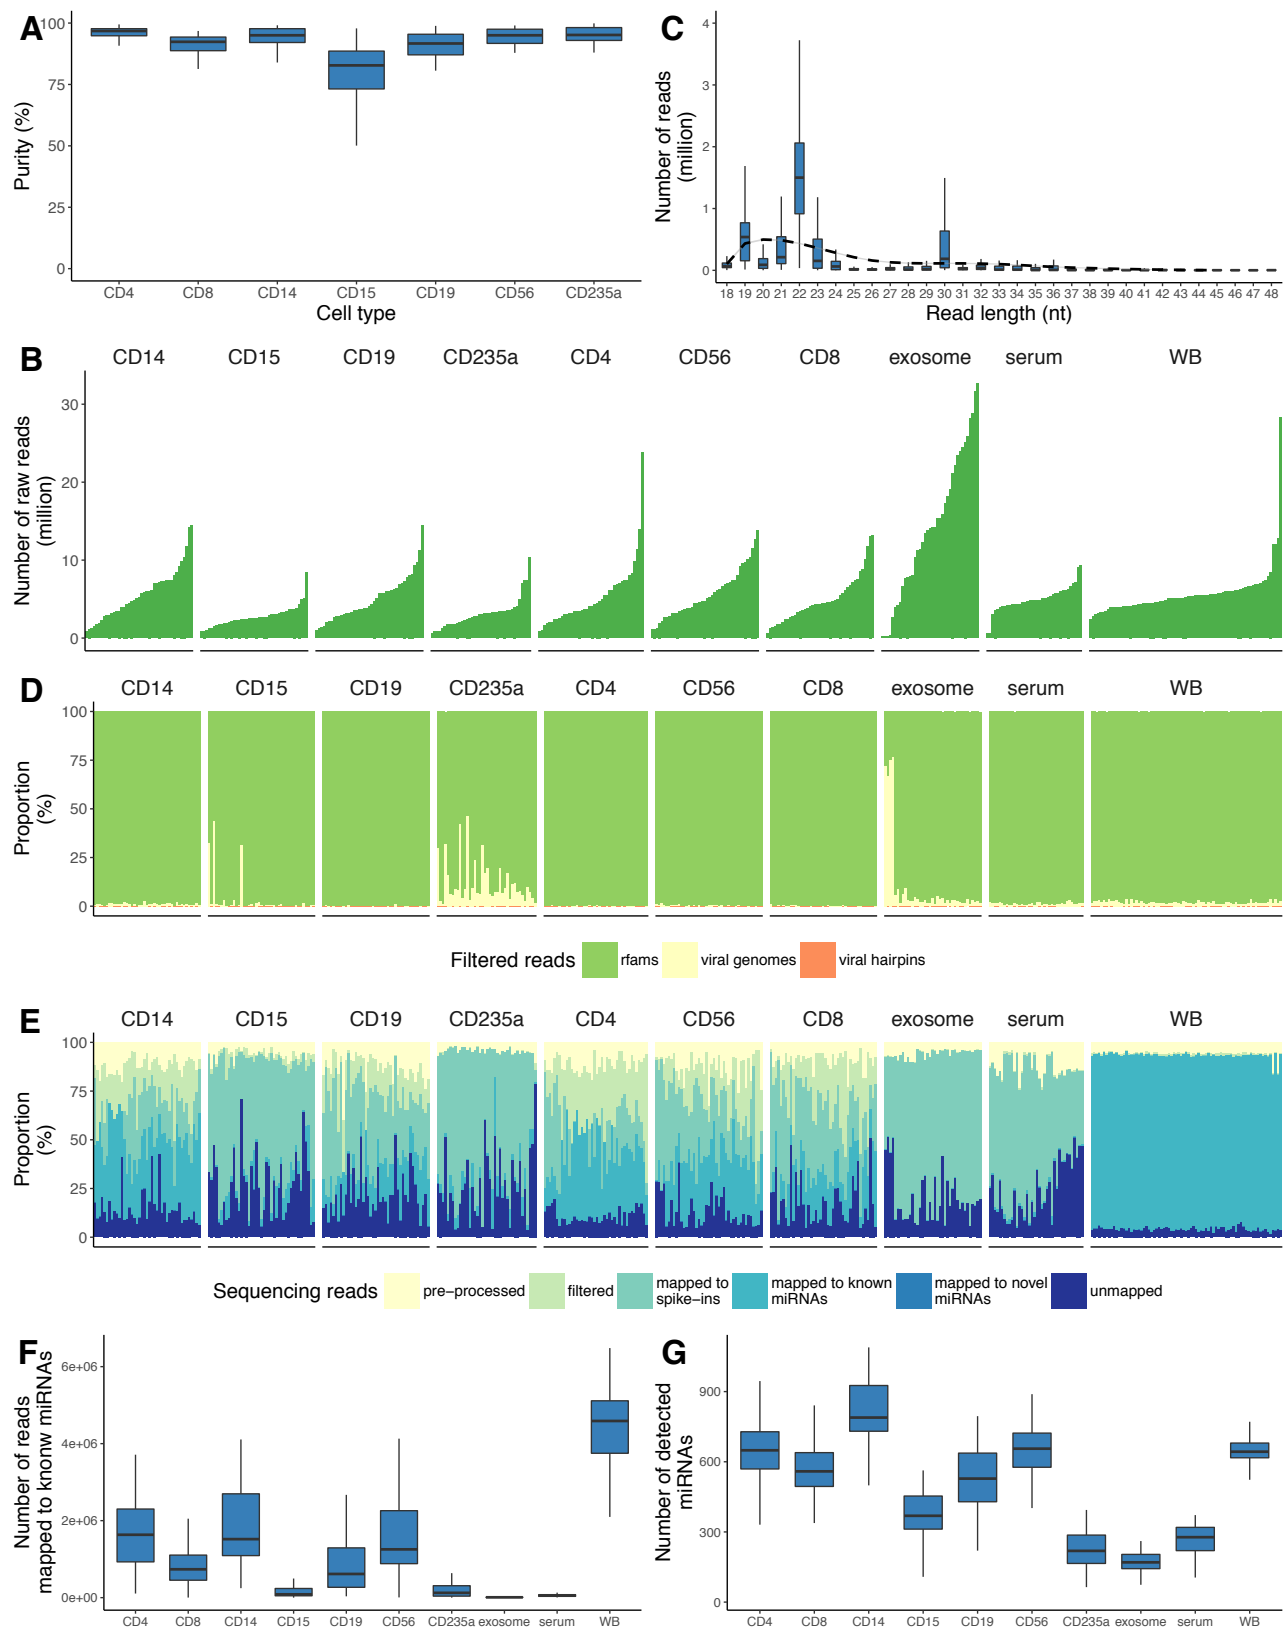 A
Purity (%)
100
75
50
25
0
CD4 CD8 CD14 CD15 CD19 CD56 CD235a
Cell type
C
Number of reads
(million)
4
3
2
1
0
18 19 20 21 22 23 24 25 26 27 28 29 30 31 32 33 34 35 36 37 38 39 40 41 42 43 44 45 46 47 48
Read length (nt)
B
CD14 CD15 CD19 CD235a CD4 CD56 CD8 exosome serum WB
Number of raw reads
(million)
30
20
10
0
D
CD14 CD15 CD19 CD235a CD4 CD56 CD8 exosome serum WB
Proportion
(%)
100
75
50
25
0
Filtered reads rfams viral genomes viral hairpins
E
CD14 CD15 CD19 CD235a CD4 CD56 CD8 exosome serum WB
Proportion
(%)
100
75
50
25
0
Sequencing reads pre-processed filtered mapped to
spike-ins mapped to known
miRNAs mapped to novel
miRNAs unmapped
F
Number of reads
mapped to knonw miRNAs
6e+06
4e+06
2e+06
0e+00
CD4 CD8 CD14 CD15 CD19 CD56 CD235a exosome serum WB
G
Number of detected
miRNAs
900
600
300
0
CD4 CD8 CD14 CD15 CD19 CD56 CD235a exosome serum WB